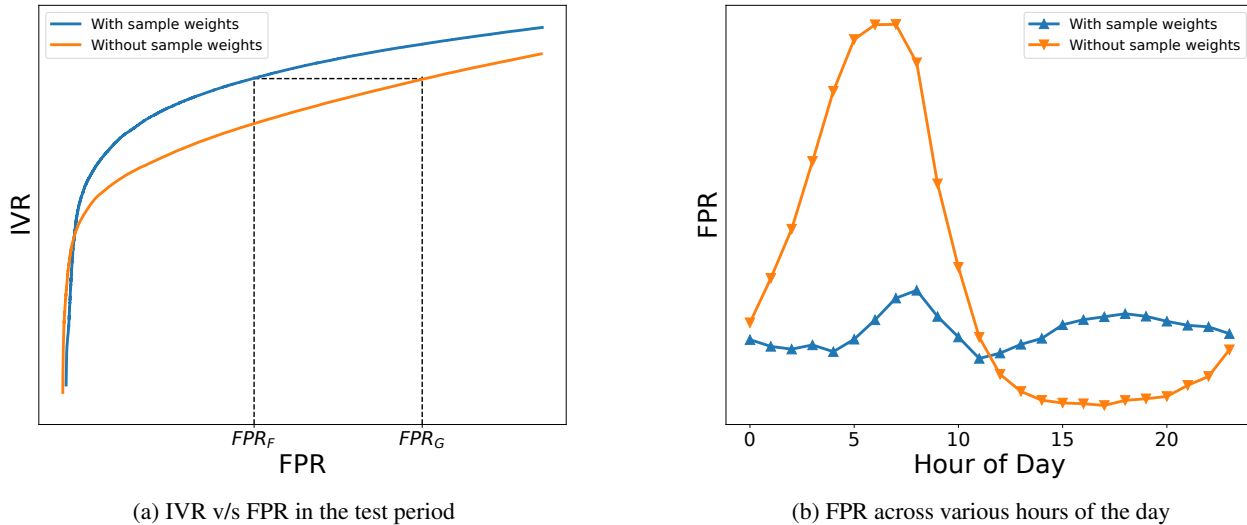 With sample weights
Without sample weights
IVR
FPR_F
FPR_G
FPR
(a) IVR v/s FPR in the test period
With sample weights
Without sample weights
FPR
0 5 10 15 20
Hour of Day
(b) FPR across various hours of the day